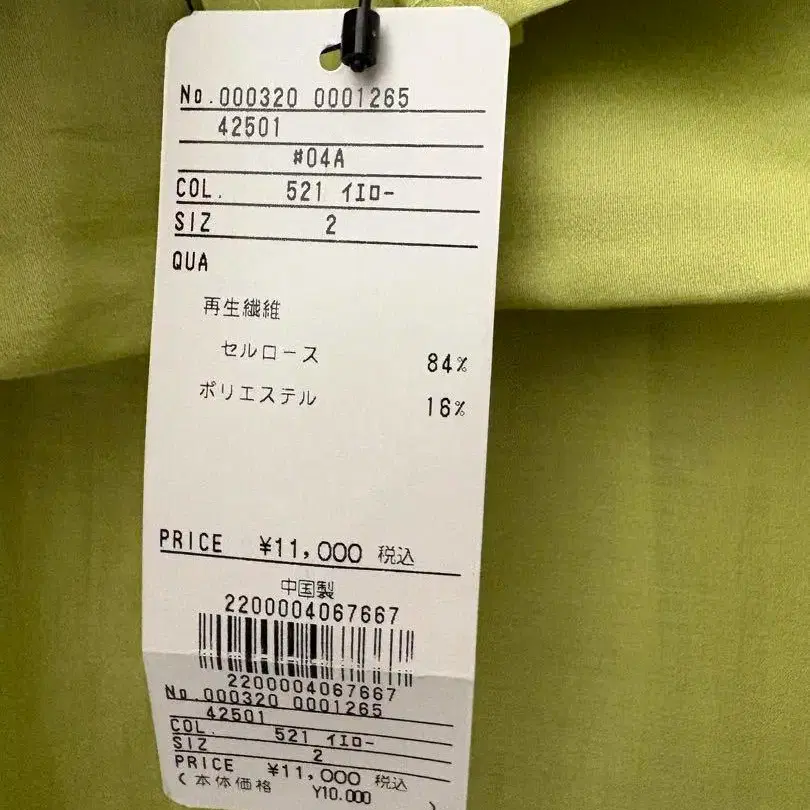 No.000320 0001265
42501
#04A
COL. 521 イエロー
SIZ 2
QUA
再生繊維
セルロース 84%
ポリエステル 16%
PRICE ¥11,000 税込
中国製
2200004067667
2200004067667
No.000320 0001265
42501
COL. 521 イエロー
SIZ 2
PRICE ¥11,000 税込
(本体価格 Y10.000 )